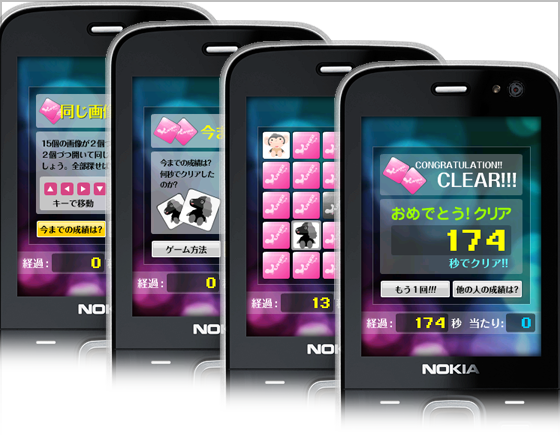 同じ画像
15個の画像が2個
2個づつ開いて同じ
しょう。全部探せば
キーで移動
今までの成績は?
経過: 0
NOK
今ま
今までの成績は?
何秒でクリアした
のか?
ゲーム方法
経過: 0
NO
経過: 13
NO
CONGRATULATION!!
CLEAR!!!
おめでとう! クリア
174
秒でクリア!!
もう1回!!!
他の人の成績は?
経過: 174 秒 当たり: 0
NOKIA